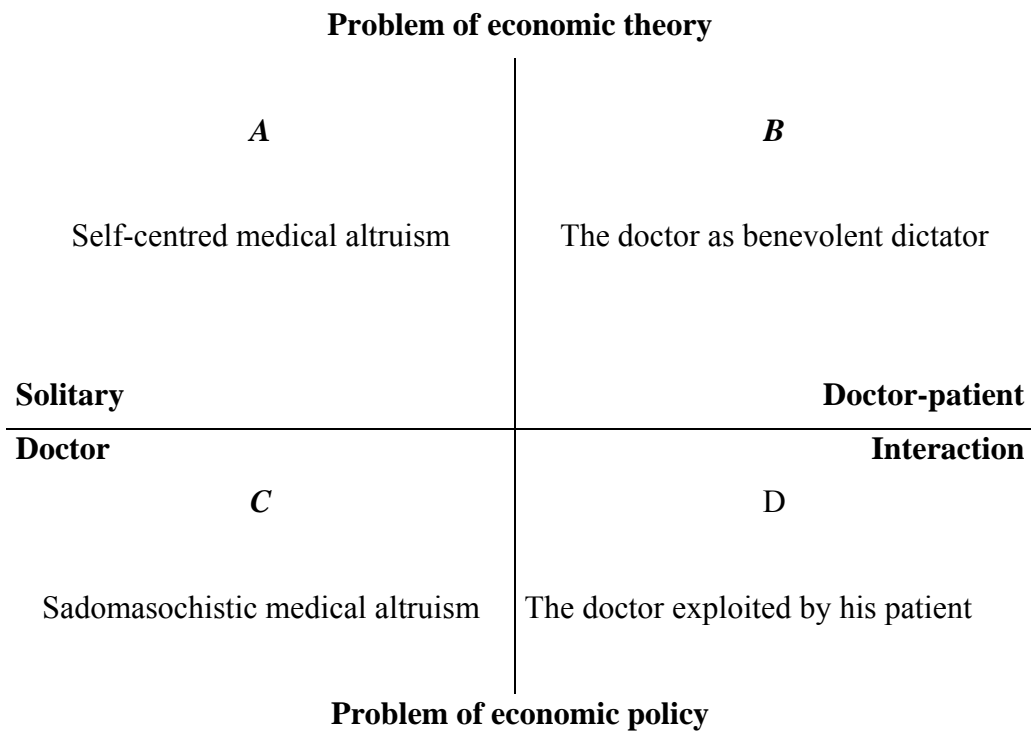 Problem of economic theory
A
B
Self-centred medical altruism
The doctor as benevolent dictator
Solitary
Doctor-patient
Doctor
Interaction
C
D
Sadomasochistic medical altruism
The doctor exploited by his patient
Problem of economic policy